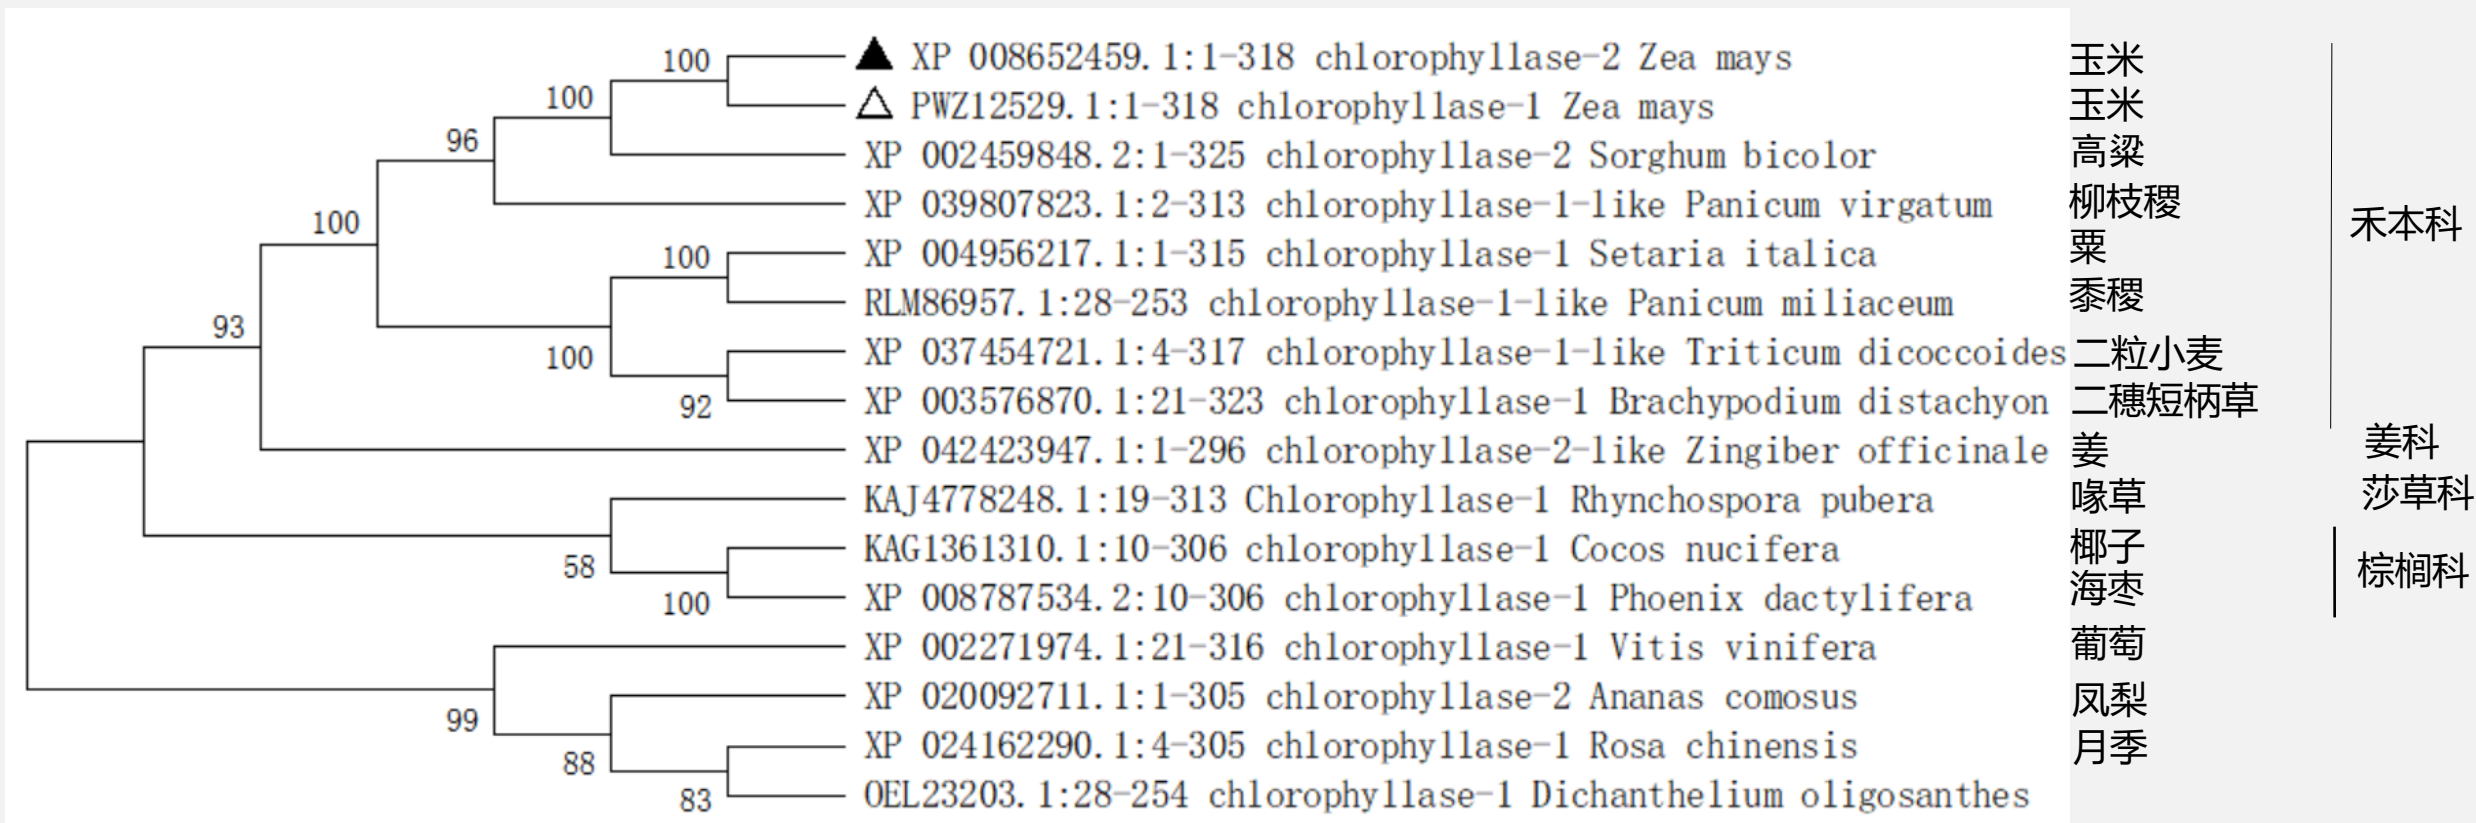 100
▲ XP 008652459.1:1-318 chlorophyllase-2 Zea mays 玉米
100
△ PWZ12529.1:1-318 chlorophyllase-1 Zea mays 玉米
96
XP 002459848.2:1-325 chlorophyllase-2 Sorghum bicolor 高粱
XP 039807823.1:2-313 chlorophyllase-1-like Panicum virgatum 柳枝稷
100
禾本科
XP 004956217.1:1-315 chlorophyllase-1 Setaria italica 粟
100
RLM86957.1:28-253 chlorophyllase-1-like Panicum miliaceum 黍稷
93
XP 037454721.1:4-317 chlorophyllase-1-like Triticum dicoccoides 二粒小麦
100
XP 003576870.1:21-323 chlorophyllase-1 Brachypodium distachyon 二穗短柄草
92
XP 042423947.1:1-296 chlorophyllase-2-like Zingiber officinale 姜 姜科
KAJ4778248.1:19-313 Chlorophyllase-1 Rhynchospora pubera 喙草 莎草科
KAG1361310.1:10-306 chlorophyllase-1 Cocos nucifera 椰子
58
棕榈科
XP 008787534.2:10-306 chlorophyllase-1 Phoenix dactylifera 海枣
100
XP 002271974.1:21-316 chlorophyllase-1 Vitis vinifera 葡萄
XP 020092711.1:1-305 chlorophyllase-2 Ananas comosus 凤梨
99
XP 024162290.1:4-305 chlorophyllase-1 Rosa chinensis 月季
88
OEL23203.1:28-254 chlorophyllase-1 Dichanthelium oligosanthes
83